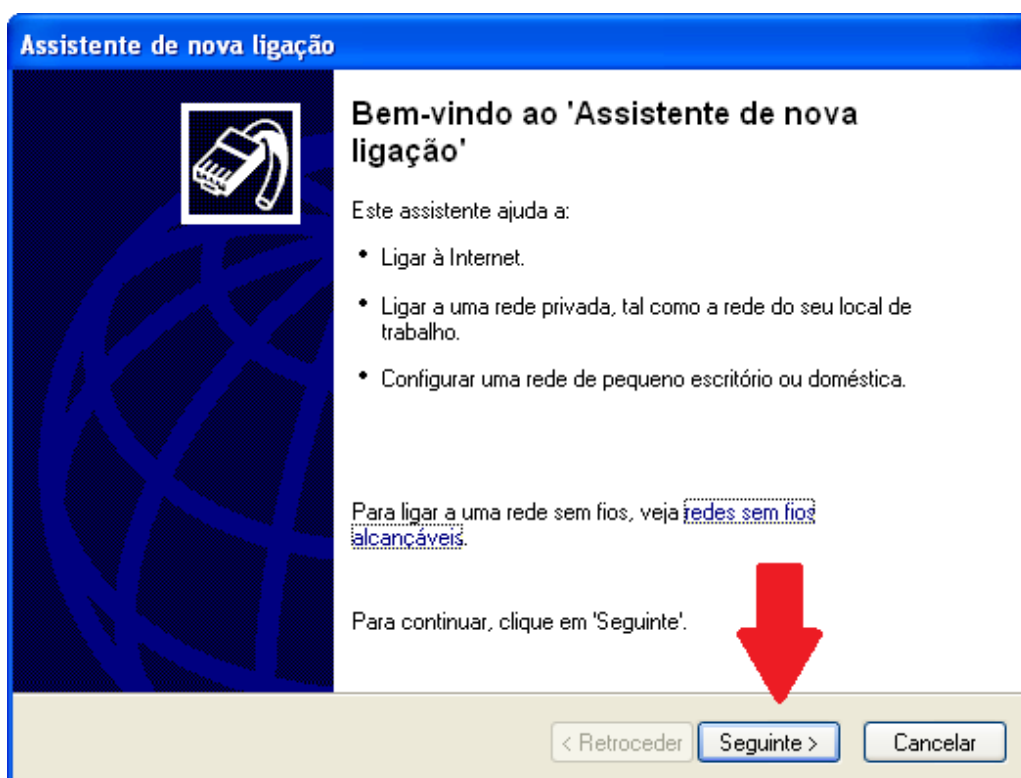 Assistente de nova ligação
Bem-vindo ao 'Assistente de nova
ligação'
Este assistente ajuda a:
• Ligar à Internet.
• Ligar a uma rede privada, tal como a rede do seu local de
trabalho.
• Configurar uma rede de pequeno escritório ou doméstica.
Para ligar a uma rede sem fios, veja redes sem fios
alcançáveis.
Para continuar, clique em 'Seguinte'.
< Retroceder Seguinte > Cancelar